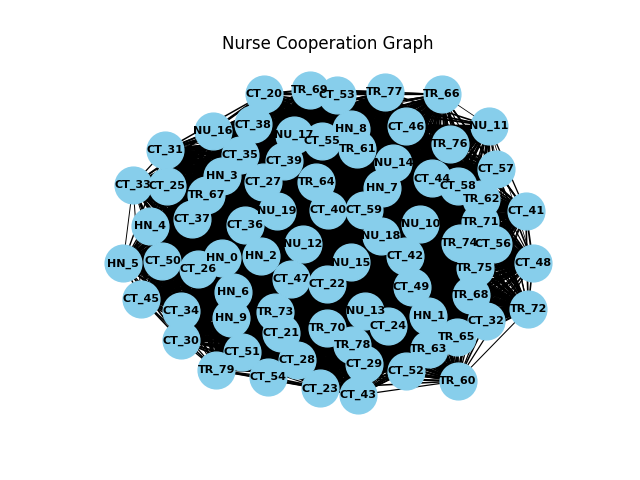 Nurse Cooperation Graph
TR_69
CT_53
TR_77
CT_20
TR_66
CT_38
CT_46
NU_11
NU_16
HN_8
NU_17
CT_55
TR_76
CT_31
CT_35
TR_61
CT_39
NU_14
CT_57
HN_3
CT_44
CT_33
CT_25
CT_27
TR_64
HN_7
CT_58
TR_67
TR_62
CT_37
NU_19
CT_40
CT_59
CT_41
HN_4
CT_36
NU_10
TR_71
NU_18
NU_12
TR_74
CT_56
HN_5
CT_50
CT_26
HN_0
HN_2
NU_15
CT_42
CT_48
TR_75
CT_47
CT_22
CT_49
HN_6
CT_45
TR_68
CT_34
TR_73
NU_13
TR_72
HN_9
HN_1
CT_32
CT_21
TR_70
CT_24
CT_30
TR_78
TR_65
TR_63
CT_51
CT_28
CT_29
TR_79
CT_54
CT_52
TR_60
CT_23
CT_43